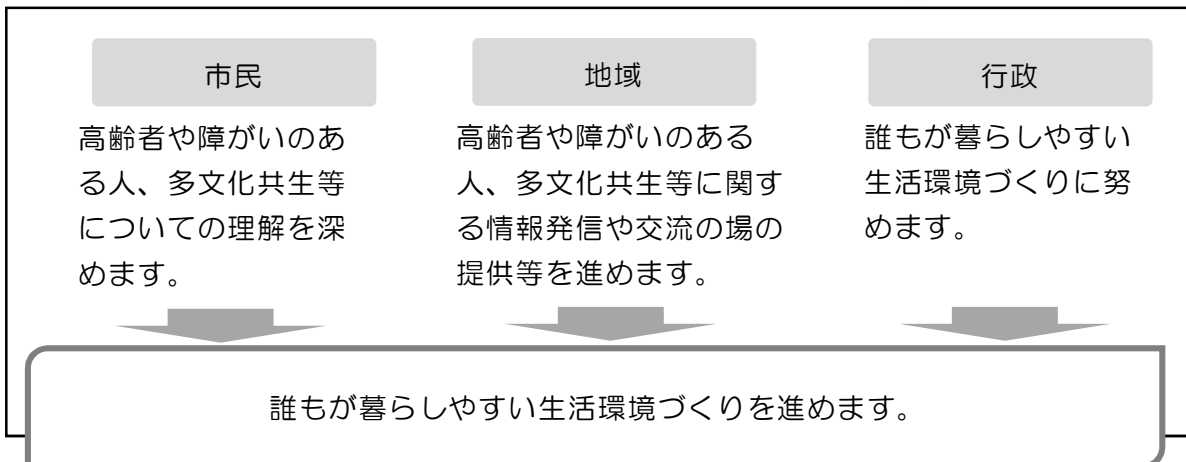 市民
高齢者や障がいのあ
る人、多文化共生等
についての理解を深
めます。
地域
高齢者や障がいのある
人、多文化共生等に関す
る情報発信や交流の場の
提供等を進めます。
行政
誰もが暮らしやすい
生活環境づくりに努
めます。
誰もが暮らしやすい生活環境づくりを進めます。